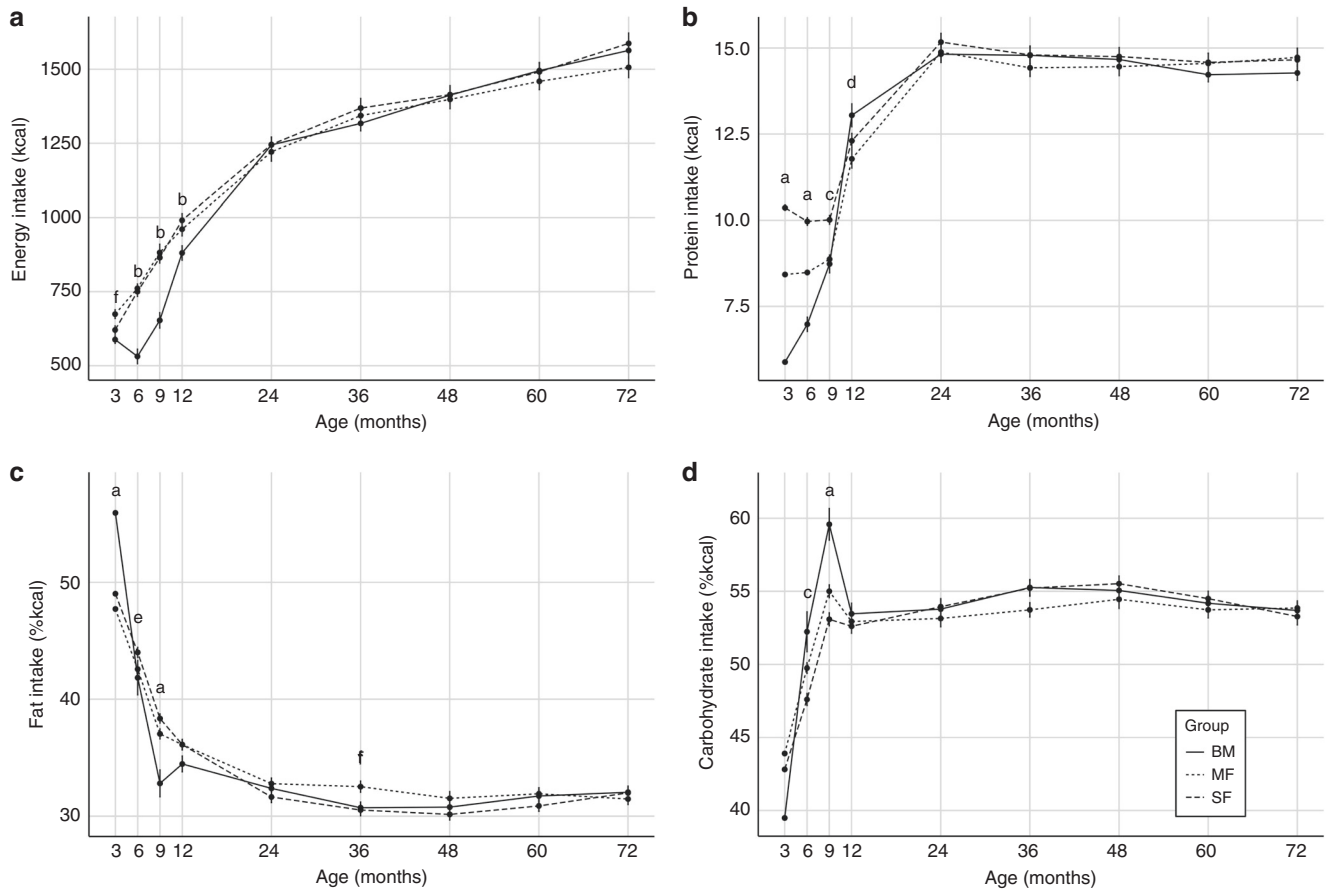 a
Energy intake (kcal)
1500
1250
1000
750
500
f
b
b
b
3 6 9 12 24 36 48 60 72
Age (months)
b
Protein intake (kcal)
15.0
12.5
10.0
7.5
a
a
c
d
3 6 9 12 24 36 48 60 72
Age (months)
c
Fat intake (%kcal)
50
40
30
a
e
a
f
3 6 9 12 24 36 48 60 72
Age (months)
d
Carbohydrate intake (%kcal)
60
55
50
45
40
c
a
Group
BM
MF
SF
3 6 9 12 24 36 48 60 72
Age (months)